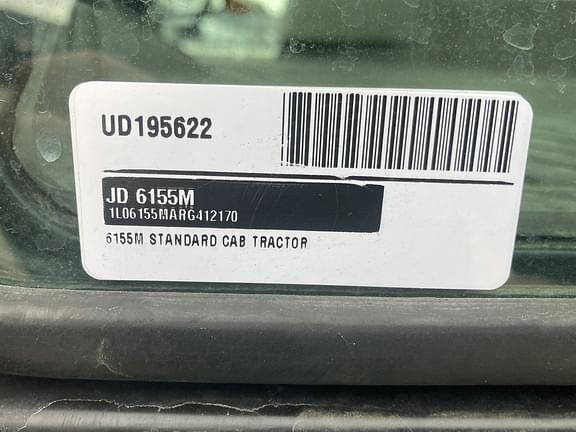 UD195622
JD 6155M
1L06155MARG412170
6155M STANDARD CAB TRACTOR